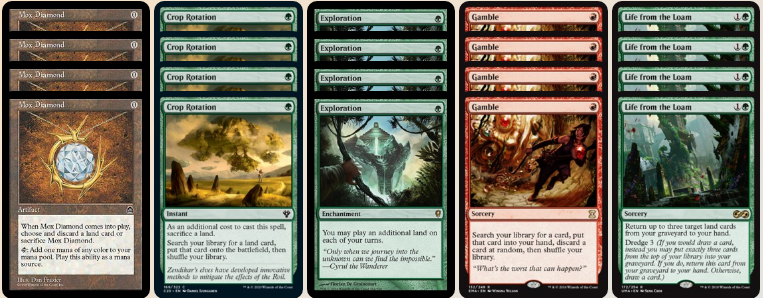 Mox Diamond
Mox Diamond
Mox Diamond
Mox Diamond
Artifact
When Mox Diamond comes into play,
choose and discard a land card or
sacrifice Mox Diamond.
: Add one mana of any color to your
mana pool. Play this ability as a mana
source.
Illus. Dan Frazier
Crop Rotation
Crop Rotation
Crop Rotation
Crop Rotation
Instant
As an additional cost to cast this spell,
sacrifice a land.
Search your library for a land card,
put that card onto the battlefield, then
shuffle your library.
Zendikar's elves have developed innovative
methods to mitigate the effects of the Roil.
Exploration
Exploration
Exploration
Exploration
Enchantment
You may play an additional land
on each of your turns.
"Only when we journey into the
unknown can we find the impossible."
—Cyrul the Wanderer
Gamble
Gamble
Gamble
Gamble
Sorcery
Search your library for a card, put
that card into your hand, discard a
card at random, then shuffle your
library.
"What's the worst that can happen?"
Life from the Loam 1
Life from the Loam 1
Life from the Loam 1
Life from the Loam 1
Sorcery
Return up to three target land cards
from your graveyard to your hand.
Dredge 3 (If you would draw a card,
instead you may put exactly three cards
from the top of your library into your
graveyard. If you do, return this card
from your graveyard to your hand.
Otherwise, draw a card.)